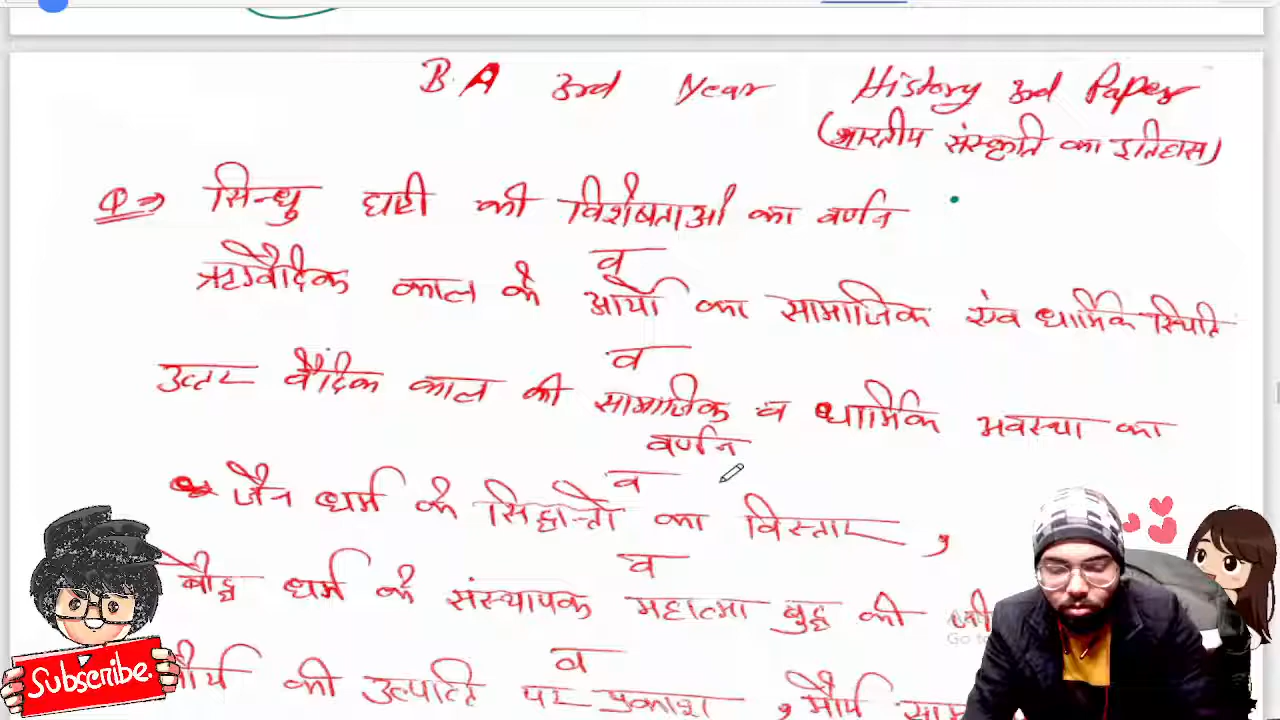 B.A 3rd Year History 3rd Paper
(भारतीय संस्कृति का इतिहास)
Q⇒ सिन्धु घाटी की विशेषताओं का वर्णन
व
ऋग्वैदिक काल के आर्यो का सामाजिक एंव धार्मिक स्थिति
व
उत्तर वैदिक काल की सामाजिक व धार्मिक अवस्था का
वर्णन
व
जैन धर्म के सिद्धान्तो का विस्तार,
व
बौद्ध धर्म के संस्थापक महात्मा बुद्ध की
व
मौर्य की उत्पत्ति पर प्रकाश, मौर्य
Subscribe